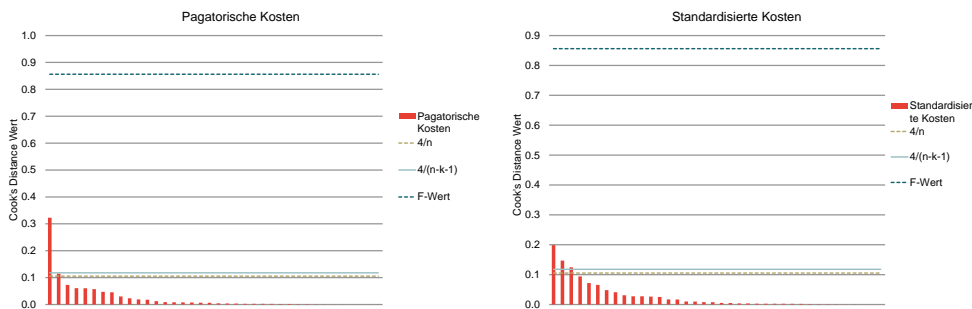 Pagatorische Kosten
1.0
0.9
0.8
0.7
0.6
0.5
0.4
0.3
0.2
0.1
0.0
Cook's Distance Wert
Pagatorische
Kosten
4/n
4/(n-k-1)
F-Wert
Standardisierte Kosten
0.9
0.8
0.7
0.6
0.5
0.4
0.3
0.2
0.1
0.0
Cook's Distance Wert
Standardisier
te Kosten
4/n
4/(n-k-1)
F-Wert